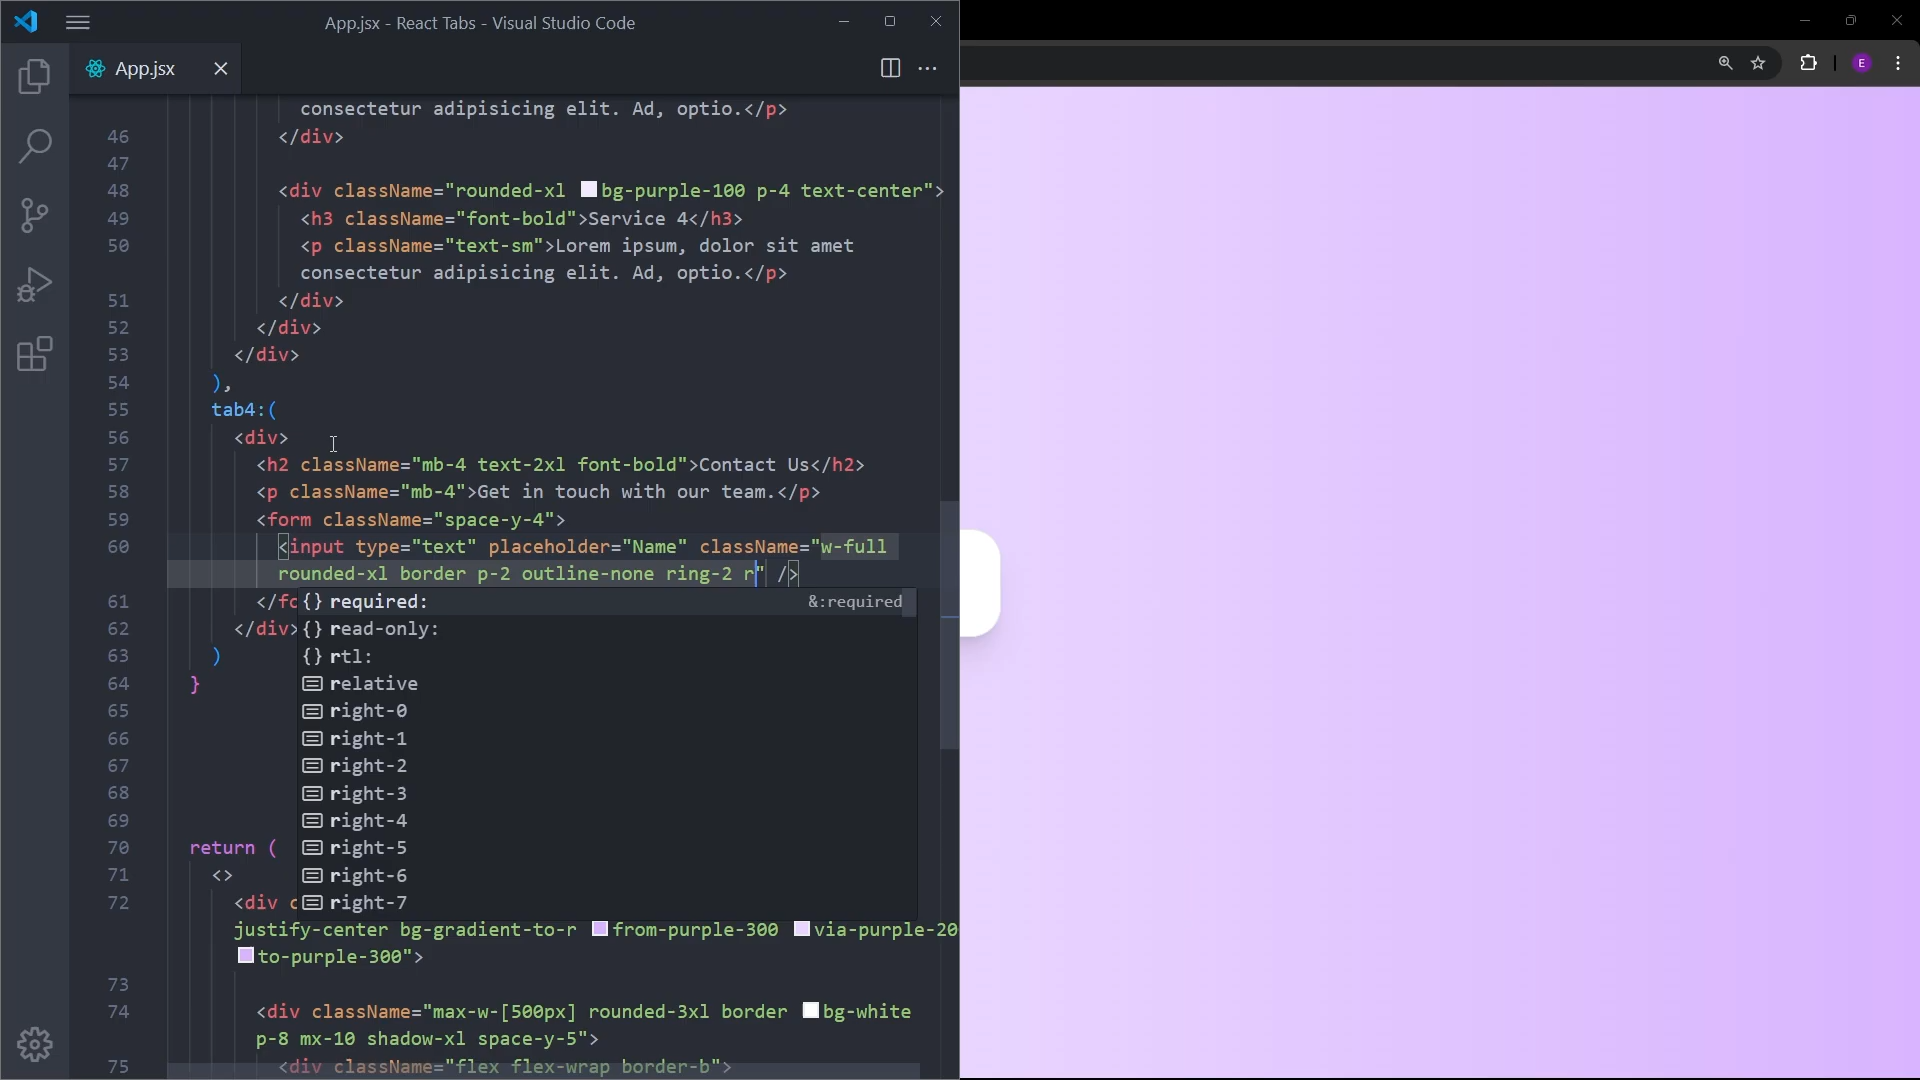 App.jsx - React Tabs - Visual Studio Code
App.jsx
E
consectetur adipisicing elit. Ad, optio.</p>
46 </div>
47
48 <div className="rounded-xl bg-purple-100 p-4 text-center">
49 <h3 className="font-bold">Service 4</h3>
50 <p className="text-sm">Lorem ipsum, dolor sit amet
consectetur adipisicing elit. Ad, optio.</p>
51 </div>
52 </div>
53 </div>
54 ),
55 tab4:(
56 <div>
57 <h2 className="mb-4 text-2xl font-bold">Contact Us</h2>
58 <p className="mb-4">Get in touch with our team.</p>
59 <form className="space-y-4">
60 <input type="text" placeholder="Name" className="w-full
rounded-xl border p-2 outline-none ring-2 r" />
61 </fo {} required: &:required
62 </div> {} read-only:
63 ) {} rtl:
64 } relative
65 right-0
66 right-1
67 right-2
68 right-3
69 right-4
70 return ( right-5
71 <> right-6
72 <div c right-7
justify-center bg-gradient-to-r from-purple-300 via-purple-20
to-purple-300">
73
74 <div className="max-w-[500px] rounded-3xl border bg-white
p-8 mx-10 shadow-xl space-y-5">
75 <div className="flex flex-wrap border-b">